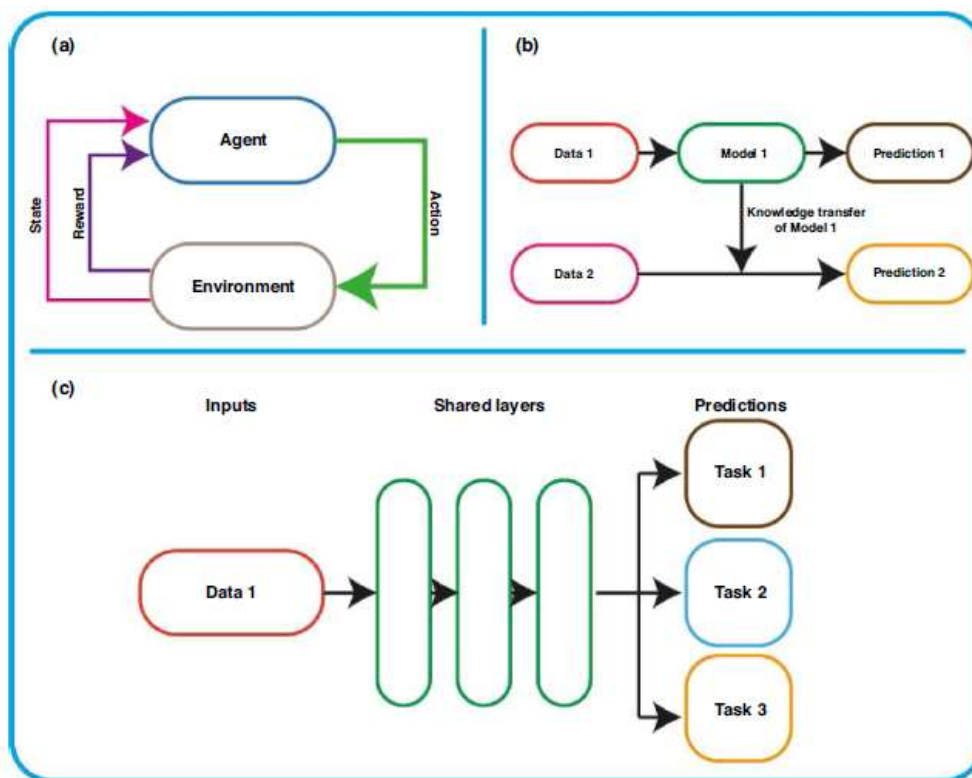 (a)
Agent
State
Reward
Action
Environment
(b)
Data 1
Model 1
Prediction 1
Knowledge transfer
of Model 1
Data 2
Prediction 2
(c)
Inputs
Shared layers
Predictions
Task 1
Data 1
Task 2
Task 3